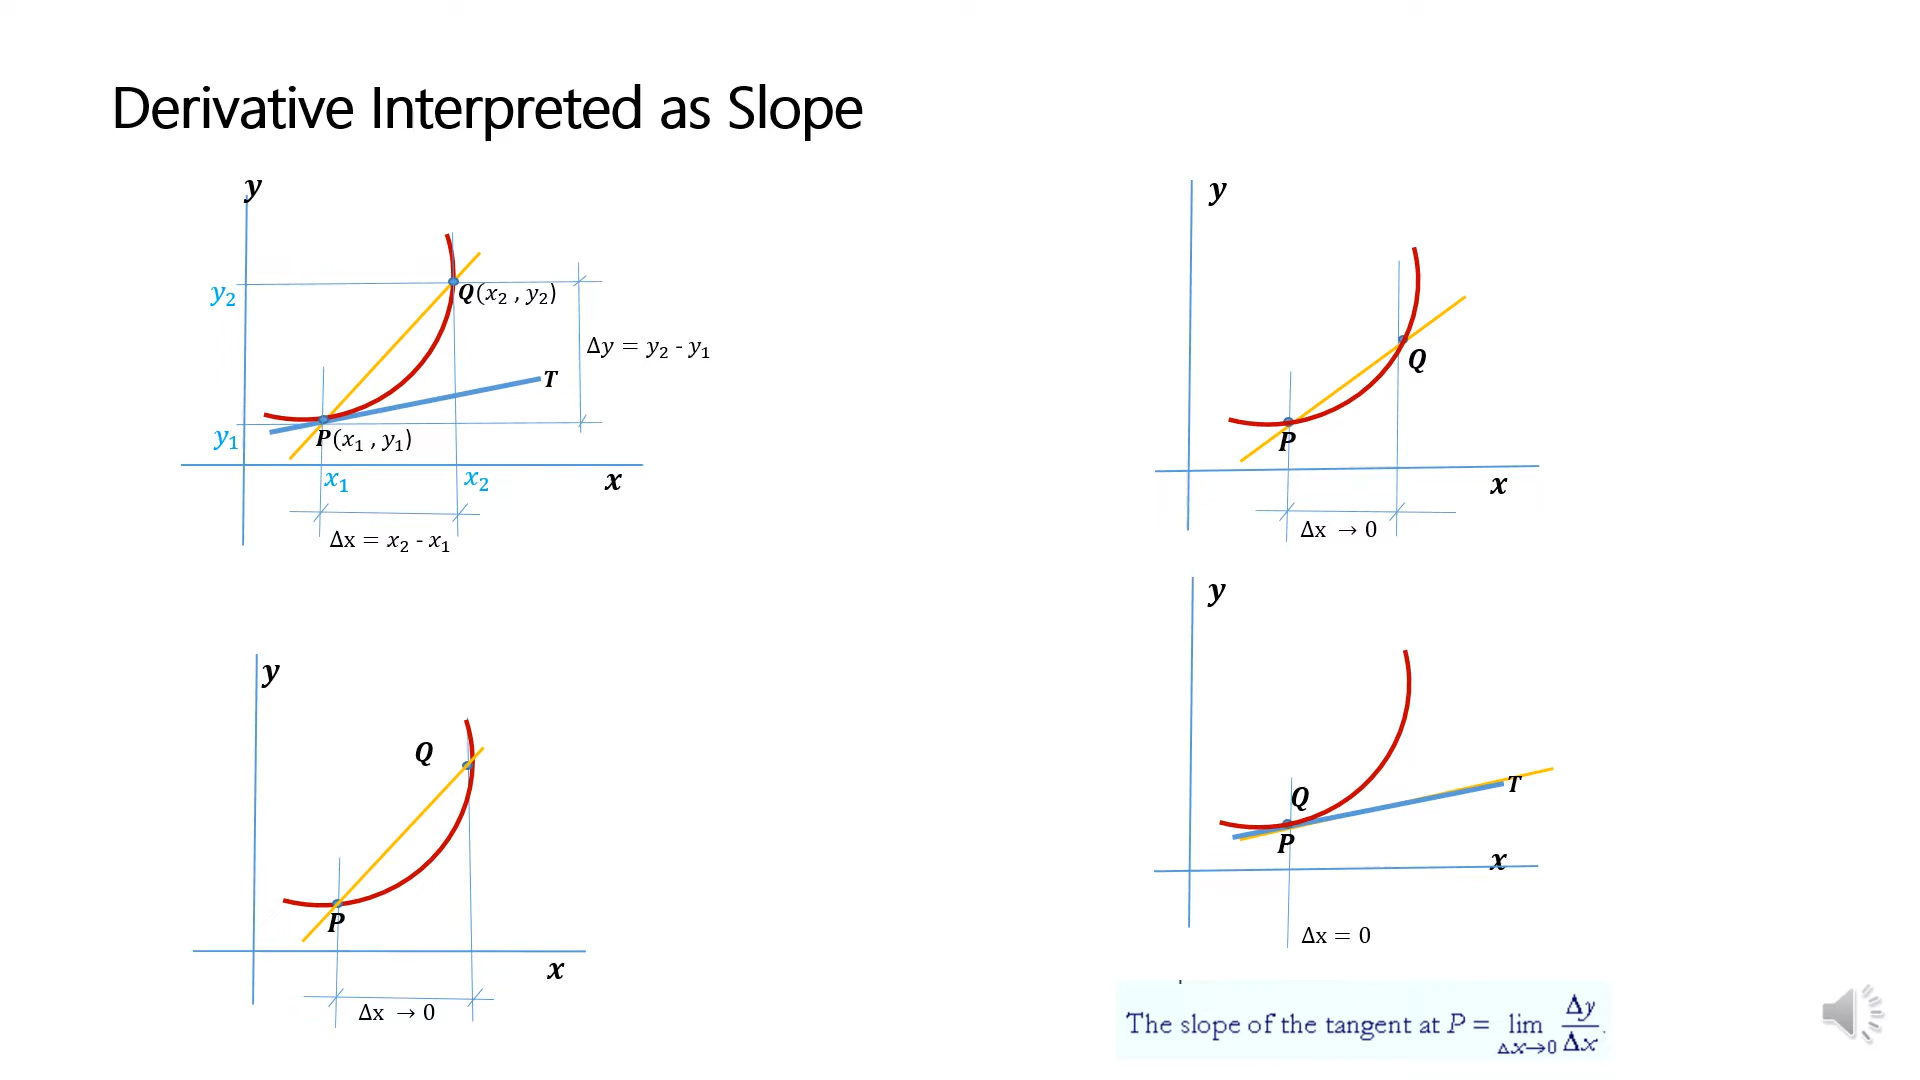 Derivative Interpreted as Slope
y
y₂
Q(x₂ , y₂)
Δy = y₂ - y₁
T
y₁
P(x₁ , y₁)
x₁
x₂
x
Δx = x₂ - x₁
y
Q
P
x
Δx → 0
y
Q
P
x
Δx → 0
y
Q
T
P
x
Δx = 0
The slope of the tangent at P = lim Δx→0 Δy/Δx.